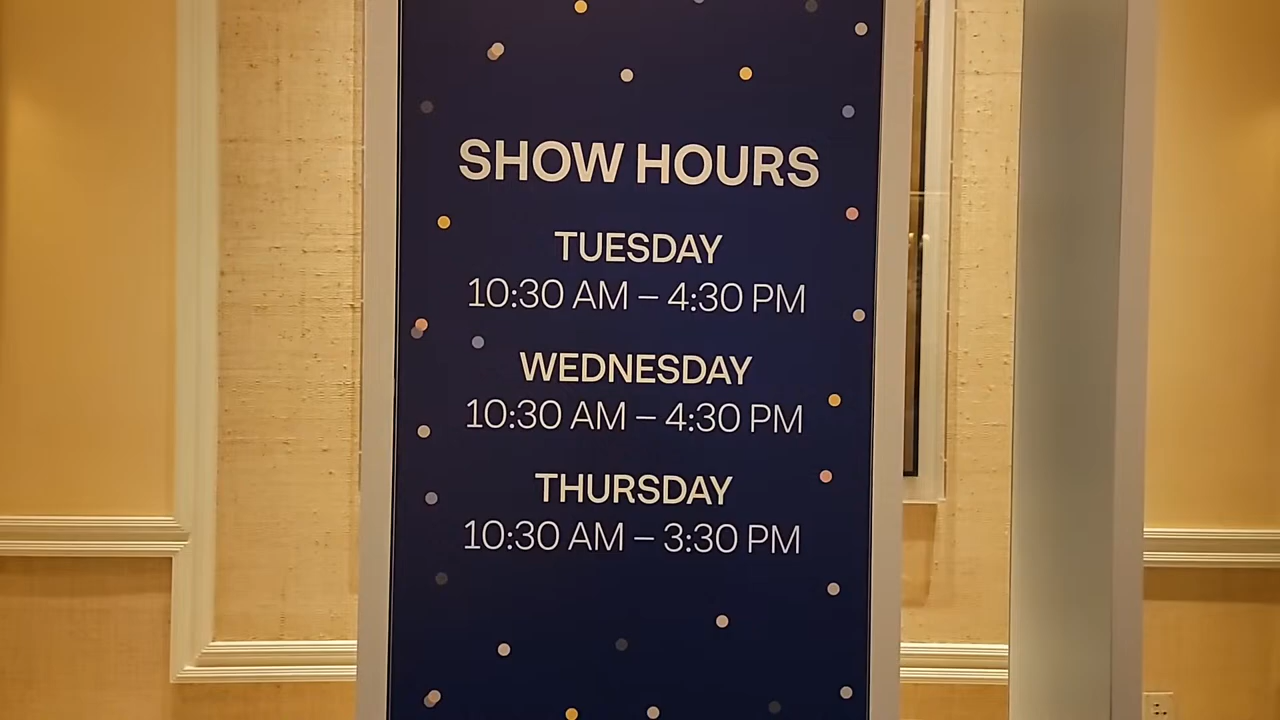 SHOW HOURS
TUESDAY
10:30 AM – 4:30 PM
WEDNESDAY
10:30 AM – 4:30 PM
THURSDAY
10:30 AM – 3:30 PM